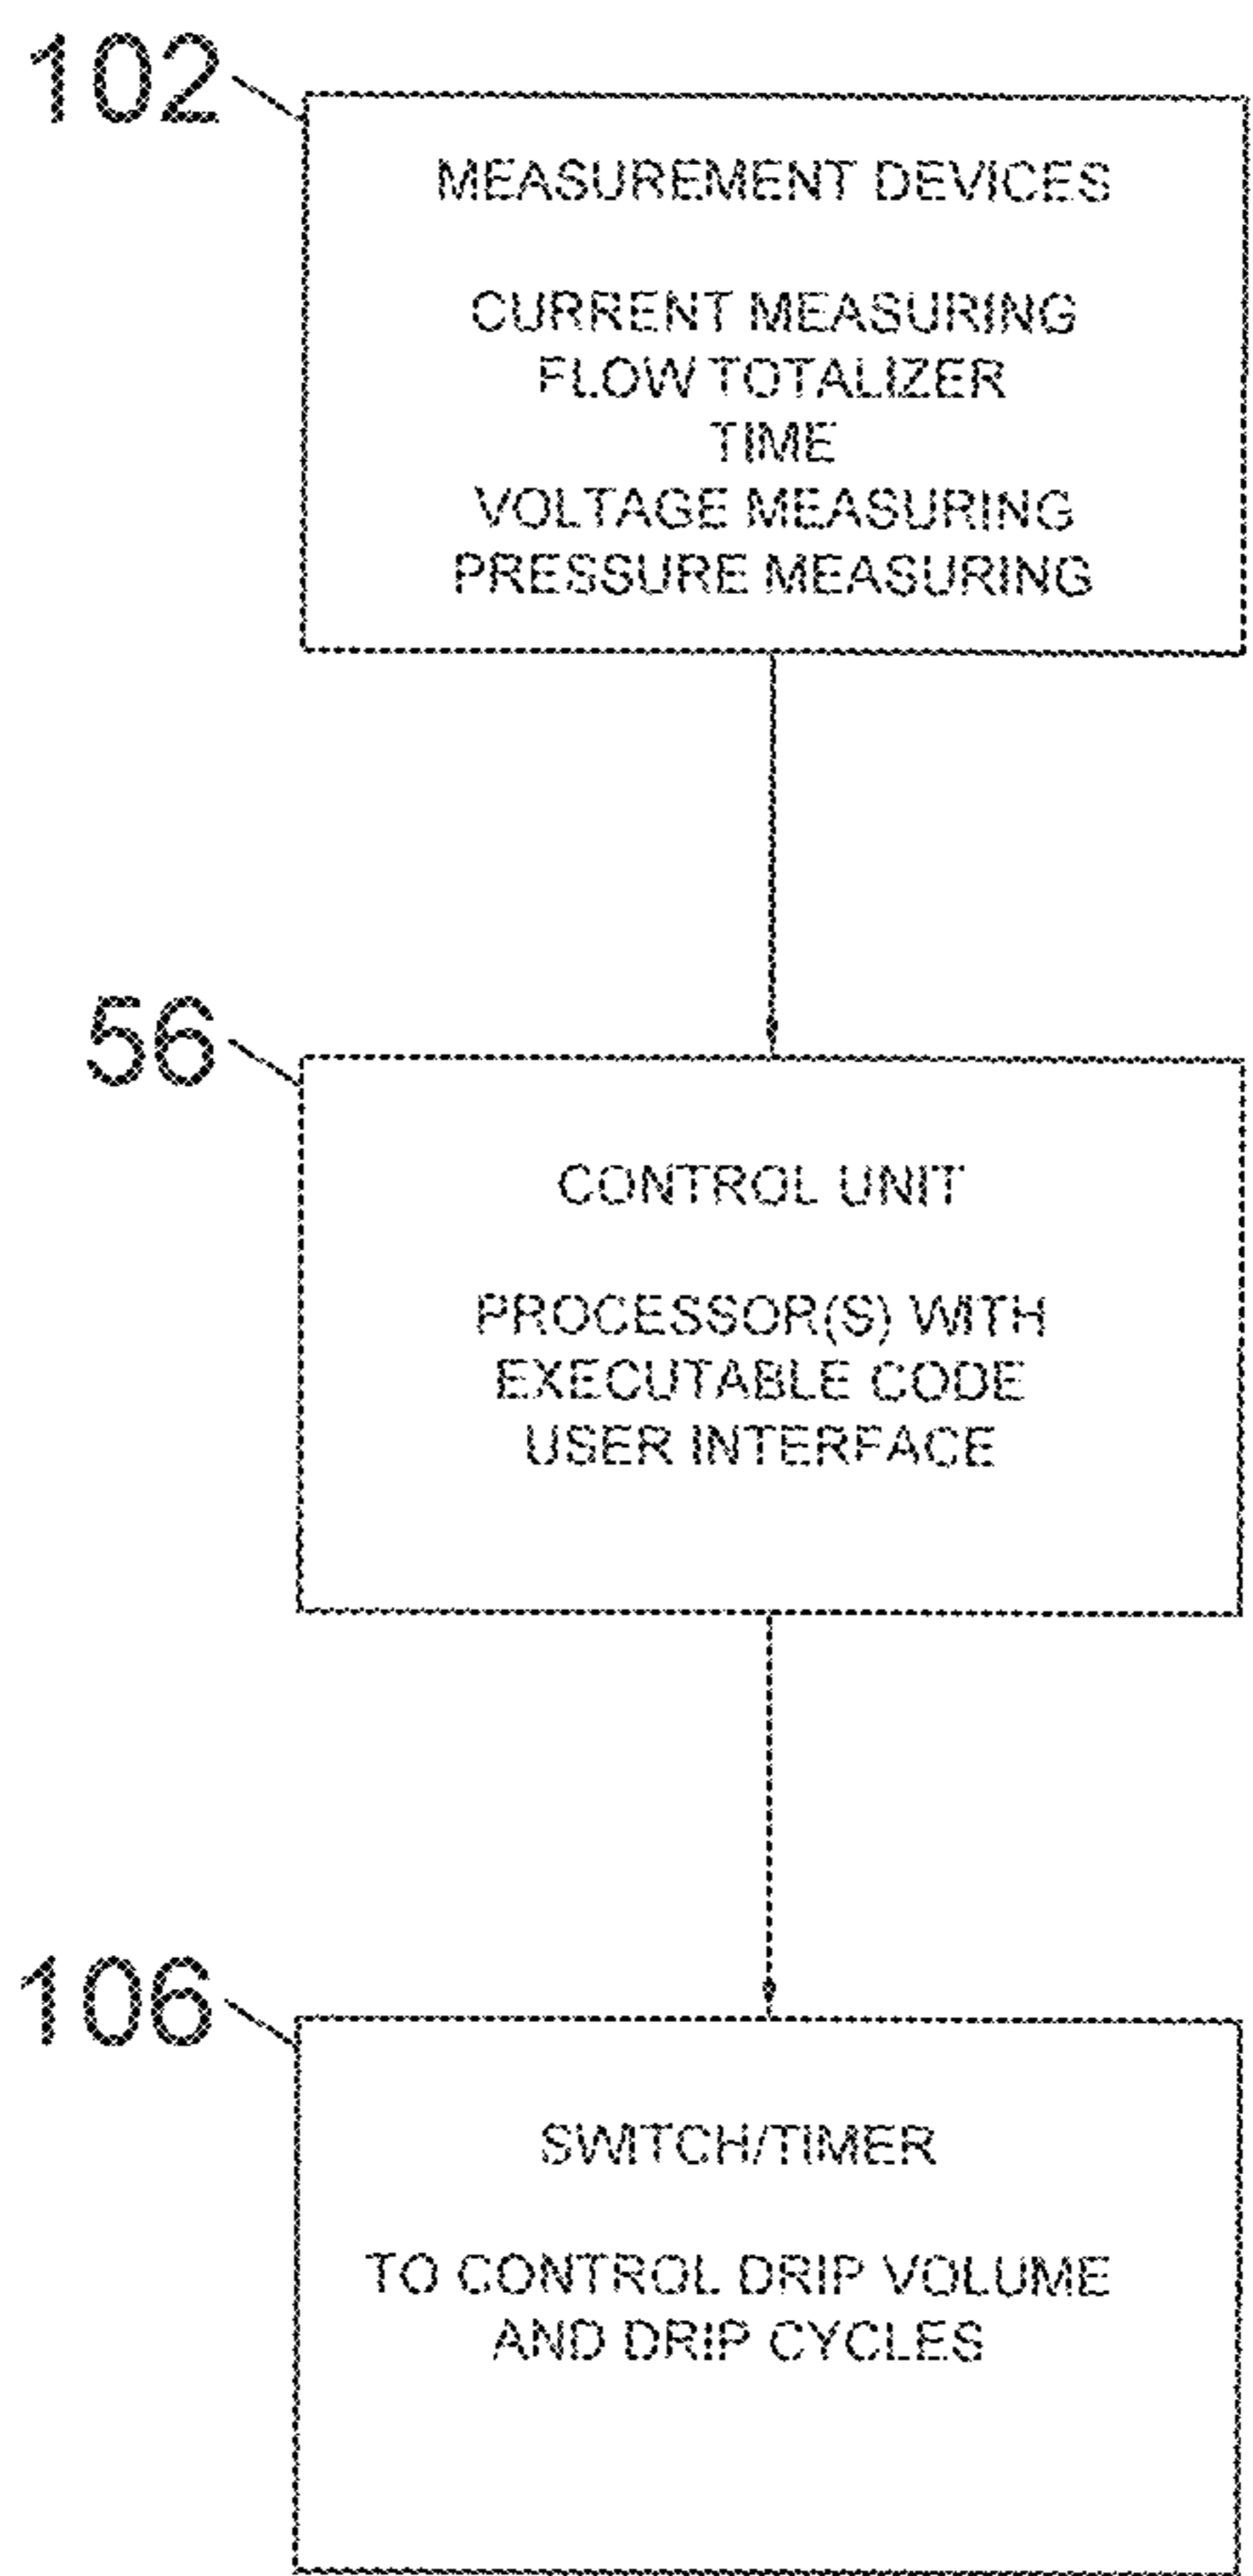 102
MEASUREMENT DEVICES
CURRENT MEASURING
FLOW TOTALIZER
TIME
VOLTAGE MEASURING
PRESSURE MEASURING
56
CONTROL UNIT
PROCESSOR(S) WITH
EXECUTABLE CODE
USER INTERFACE
106
SWITCH/TIMER
TO CONTROL DRIP VOLUME
AND DRIP CYCLES